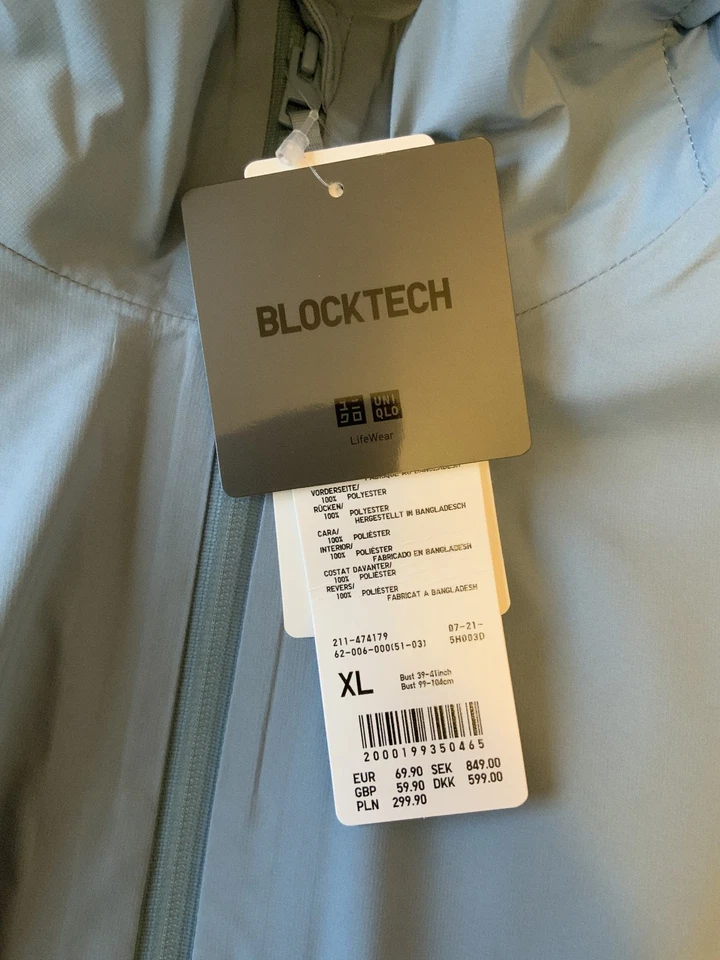 BLOCKTECH
ユニ
クロ
UNI
QLO
LifeWear
VORDERSEITE/
100% POLYESTER
RÜCKEN/
100% POLYESTER
HERGESTELLT IN BANGLADESCH
CARA/
100% POLIÉSTER
INTERIOR/
100% POLIÉSTER
FABRICADO EN BANGLADESH
COSTAT DAVANTER/
100% POLIÈSTER
REVERS/
100% POLIÈSTER
FABRICAT A BANGLADESH
211-474179 07-21-
62-006-000(51-03) 5H003D
XL
Bust 39-41inch
Bust 99-104cm
2000199350465
EUR 69.90 SEK 849.00
GBP 59.90 DKK 599.00
PLN 299.90